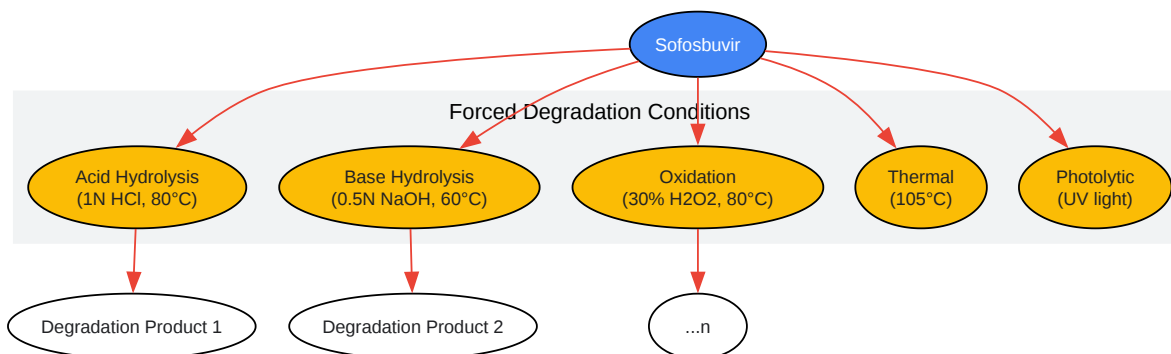 Sofosbuvir
Forced Degradation Conditions
Acid Hydrolysis
(1N HCl, 80°C)
Base Hydrolysis
(0.5N NaOH, 60°C)
Oxidation
(30% H2O2, 80°C)
Thermal
(105°C)
Photolytic
(UV light)
Degradation Product 1
Degradation Product 2
...n